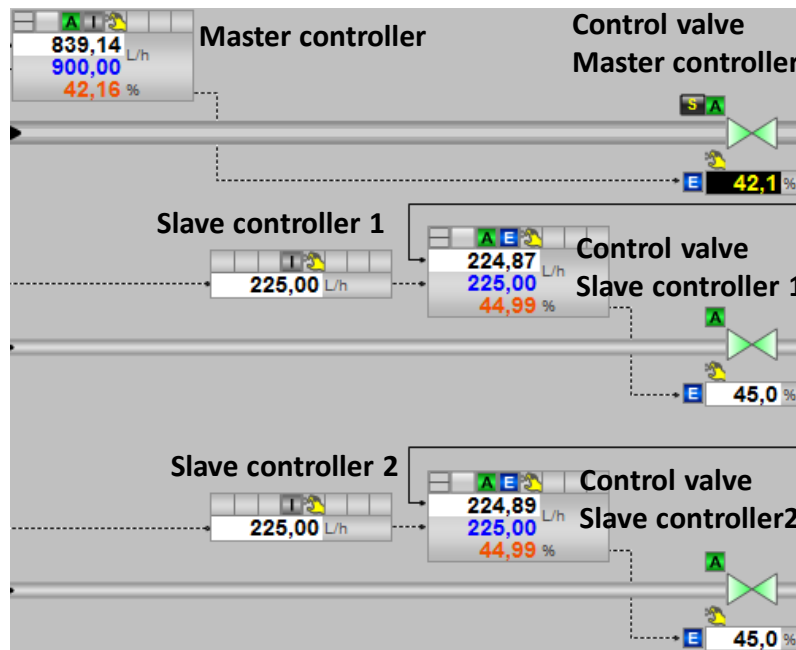 A I
839,14 L/h
900,00
42,16 %
Master controller
Control valve
Master controller
S A
E 42,1 %
Slave controller 1
I
225,00 L/h
A E
224,87 L/h
225,00
44,99 %
Control valve
Slave controller 1
A
E 45,0 %
Slave controller 2
I
225,00 L/h
A E
224,89 L/h
225,00
44,99 %
Control valve
Slave controller2
A
E 45,0 %